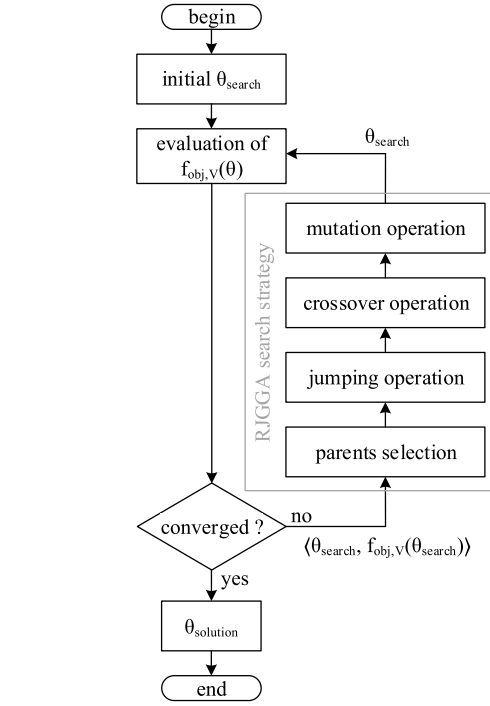 begin
initial θsearch
evaluation of
fobj,V(θ)
θsearch
mutation operation
crossover operation
jumping operation
parents selection
RJGGA search strategy
converged ?
no
⟨θsearch, fobj,V(θsearch)⟩
yes
θsolution
end